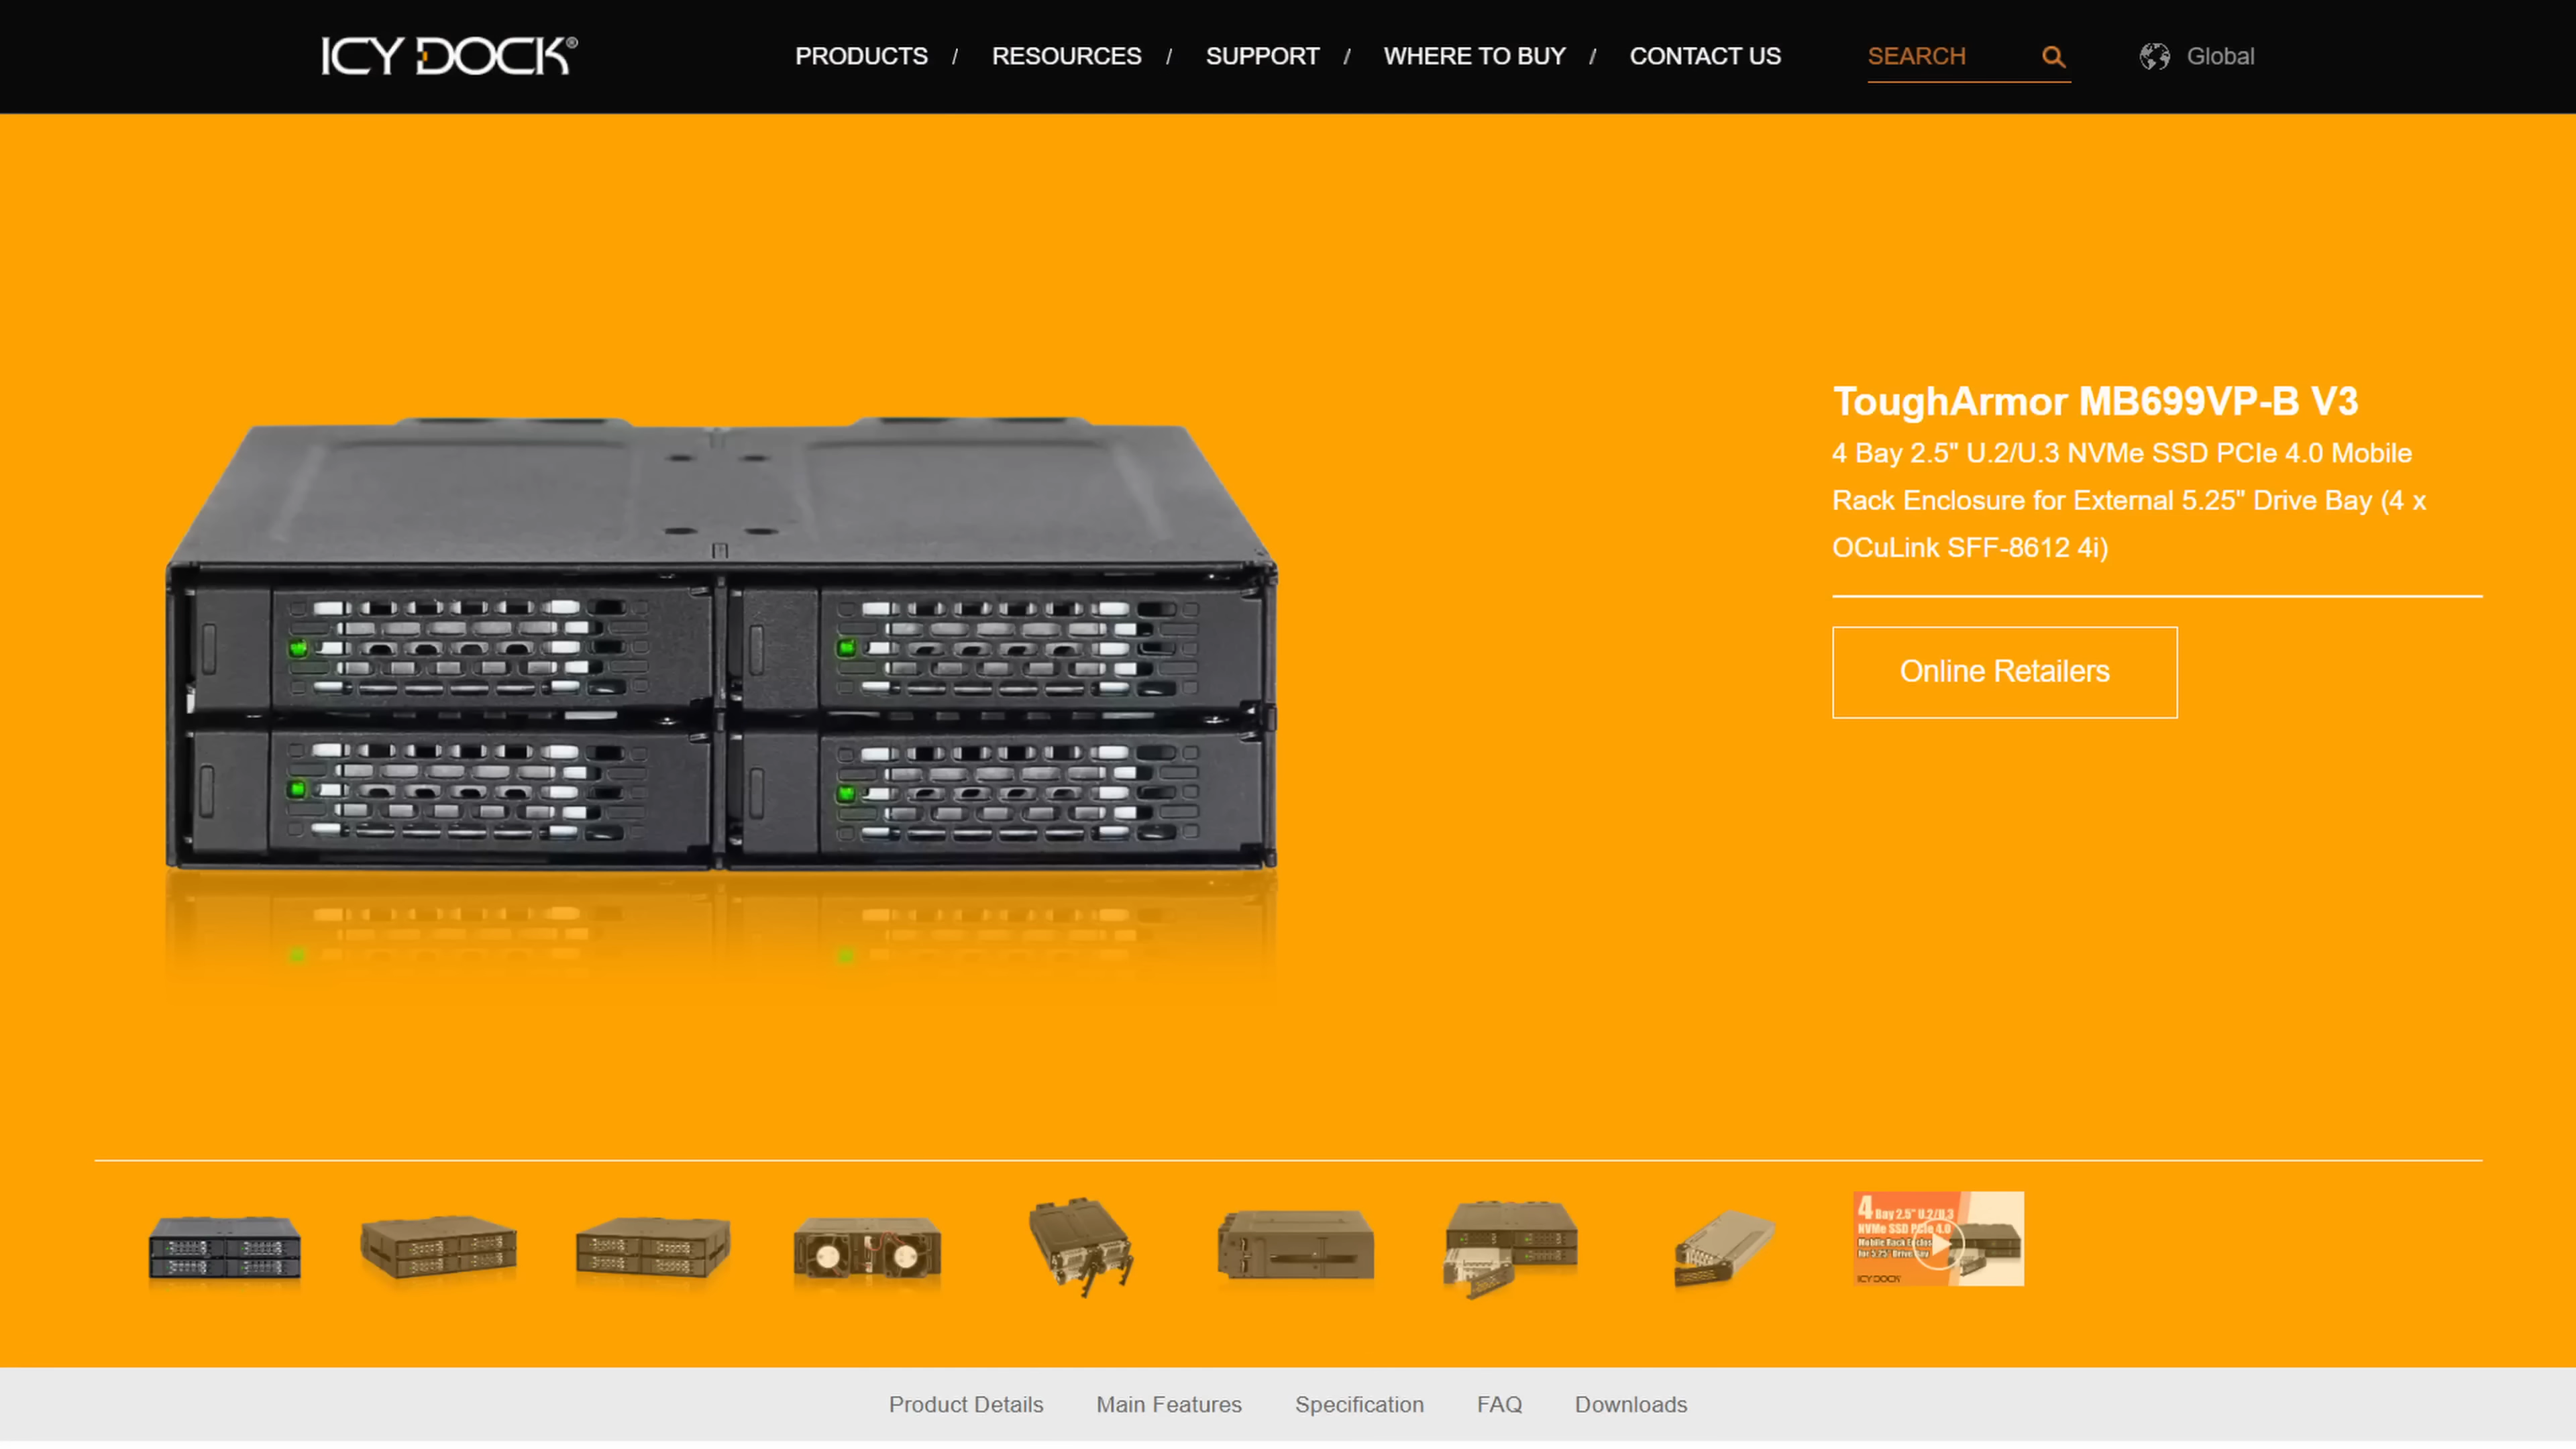 ICY DOCK®
PRODUCTS / RESOURCES / SUPPORT / WHERE TO BUY / CONTACT US
SEARCH
Global
ToughArmor MB699VP-B V3
4 Bay 2.5" U.2/U.3 NVMe SSD PCIe 4.0 Mobile
Rack Enclosure for External 5.25" Drive Bay (4 x
OCuLink SFF-8612 4i)
Online Retailers
4 Bay 2.5" U.2/U.3
NVMe SSD PCIe 4.0
Mobile Rack
for 5.25" Drive Bay
ICY DOCK
Product Details
Main Features
Specification
FAQ
Downloads